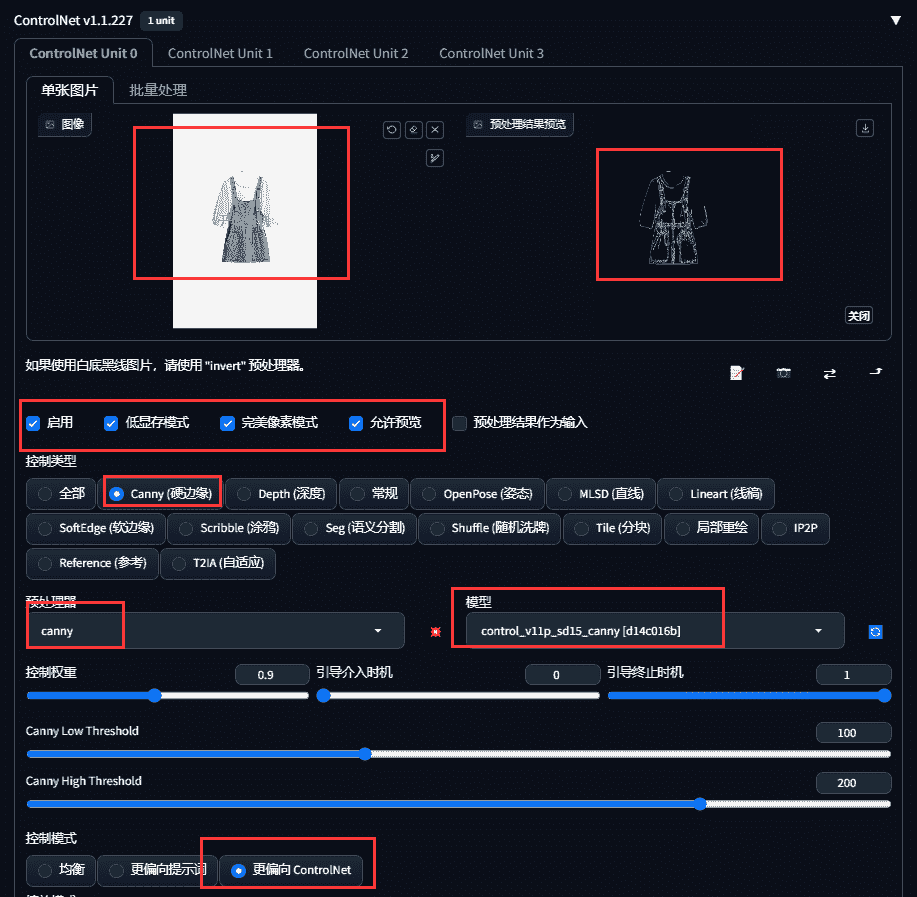 ControlNet v1.1.227 1 unit
ControlNet Unit 0 ControlNet Unit 1 ControlNet Unit 2 ControlNet Unit 3
单张图片 批量处理
图像 预处理结果预览
关闭
如果使用白底黑线图片，请使用 "invert" 预处理器。
启用 低显存模式 完美像素模式 允许预览 预处理结果作为输入
控制类型
全部 Canny (硬边缘) Depth (深度) 常规 OpenPose (姿态) MLSD (直线) Lineart (线稿)
SoftEdge (软边缘) Scribble (涂鸦) Seg (语义分割) Shuffle (随机洗牌) Tile (分块) 局部重绘 IP2P
Reference (参考) T2IA (自适应)
预处理器 模型
canny control_v11p_sd15_canny [d14c016b]
控制权重 0.9 引导介入时机 0 引导终止时机 1
Canny Low Threshold 100
Canny High Threshold 200
控制模式
均衡 更偏向提示词 更偏向 ControlNet